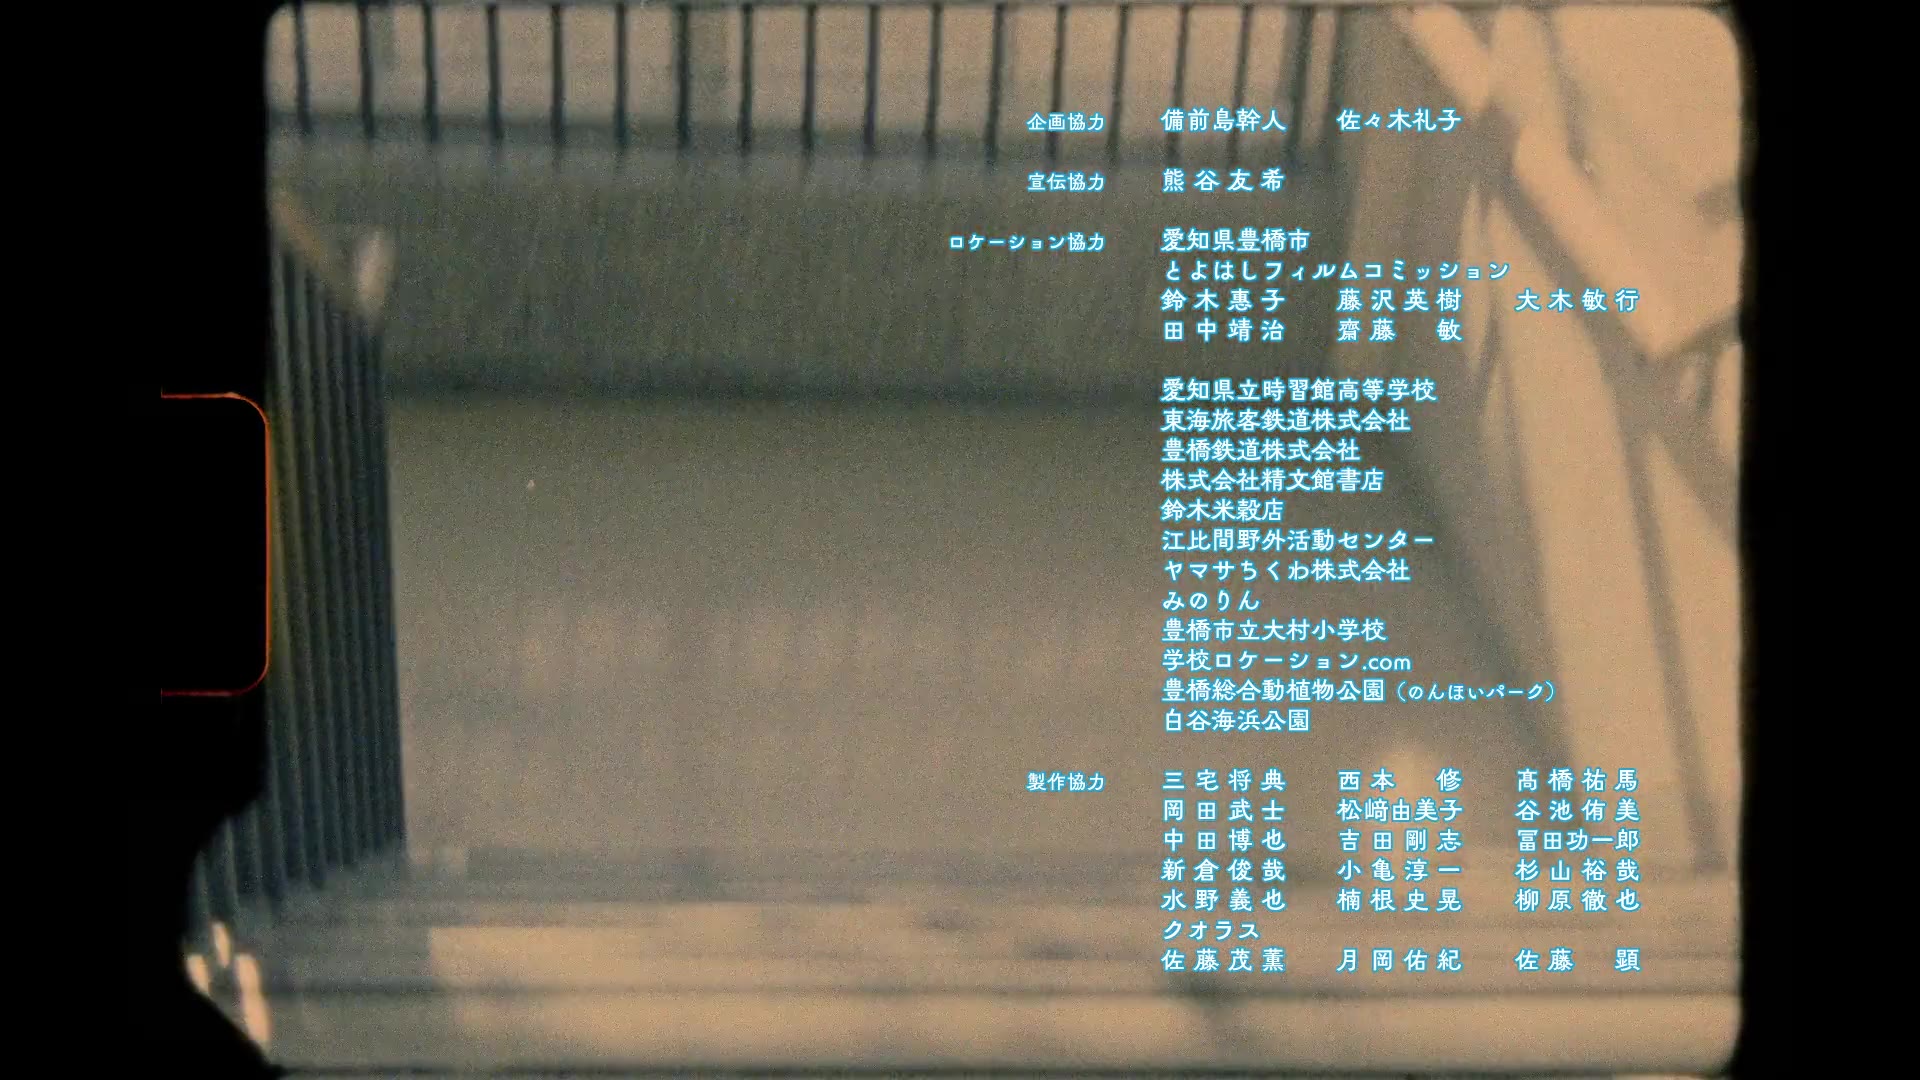 企画協力 備前島幹人 佐々木礼子
宣伝協力 熊谷友希
ロケーション協力 愛知県豊橋市
とよはしフィルムコミッション
鈴木惠子 藤沢英樹 大木敏行
田中靖治 齋藤 敏
愛知県立時習館高等学校
東海旅客鉄道株式会社
豊橋鉄道株式会社
株式会社精文館書店
鈴木米穀店
江比間野外活動センター
ヤマサちくわ株式会社
みのりん
豊橋市立大村小学校
学校ロケーション.com
豊橋総合動植物公園（のんほいパーク）
白谷海浜公園
製作協力 三宅将典 西本 修 髙橋祐馬
岡田武士 松﨑由美子 谷池侑美
中田博也 吉田剛志 冨田功一郎
新倉俊哉 小亀淳一 杉山裕哉
水野義也 楠根史晃 柳原徹也
クオラス
佐藤茂薫 月岡佑紀 佐藤 顕